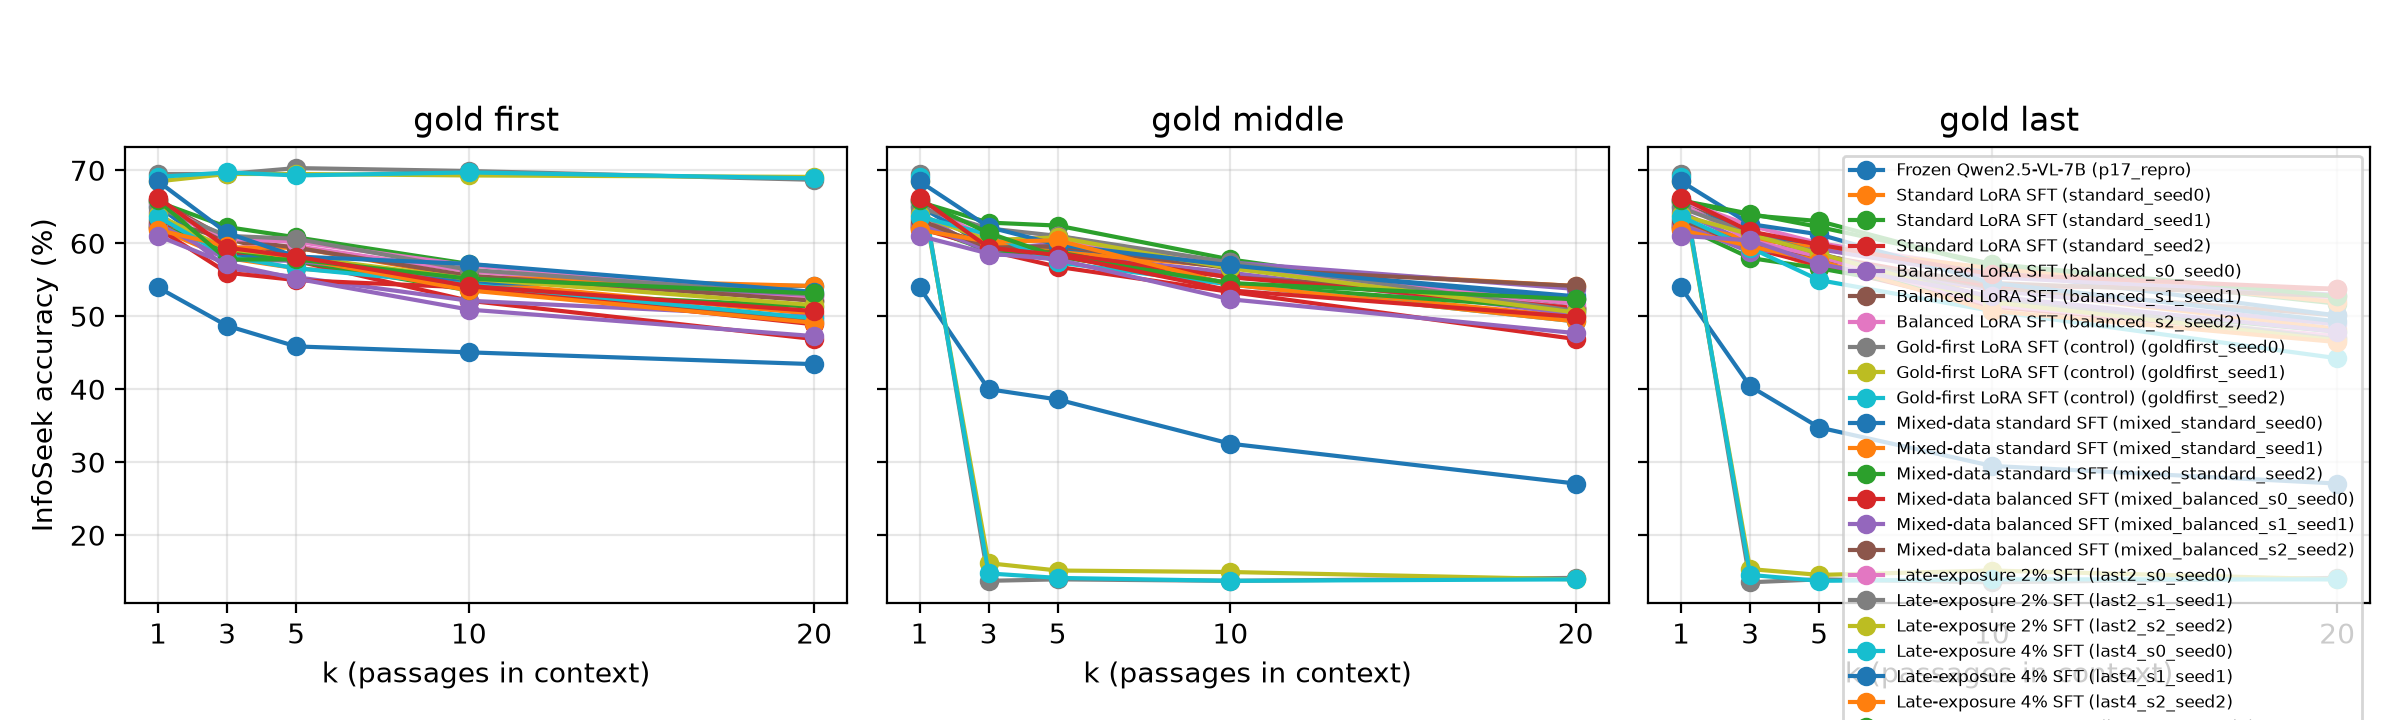 gold first
gold middle
gold last
InfoSeek accuracy (%)
70
60
50
40
30
20
1
3
5
10
20
k (passages in context)
1
3
5
10
20
k (passages in context)
1
3
5
10
20
k (passages in context)
Frozen Qwen2.5-VL-7B (p17_repro)
Standard LoRA SFT (standard_seed0)
Standard LoRA SFT (standard_seed1)
Standard LoRA SFT (standard_seed2)
Balanced LoRA SFT (balanced_s0_seed0)
Balanced LoRA SFT (balanced_s1_seed1)
Balanced LoRA SFT (balanced_s2_seed2)
Gold-first LoRA SFT (control) (goldfirst_seed0)
Gold-first LoRA SFT (control) (goldfirst_seed1)
Gold-first LoRA SFT (control) (goldfirst_seed2)
Mixed-data standard SFT (mixed_standard_seed0)
Mixed-data standard SFT (mixed_standard_seed1)
Mixed-data standard SFT (mixed_standard_seed2)
Mixed-data balanced SFT (mixed_balanced_s0_seed0)
Mixed-data balanced SFT (mixed_balanced_s1_seed1)
Mixed-data balanced SFT (mixed_balanced_s2_seed2)
Late-exposure 2% SFT (last2_s0_seed0)
Late-exposure 2% SFT (last2_s1_seed1)
Late-exposure 2% SFT (last2_s2_seed2)
Late-exposure 4% SFT (last4_s0_seed0)
Late-exposure 4% SFT (last4_s1_seed1)
Late-exposure 4% SFT (last4_s2_seed2)